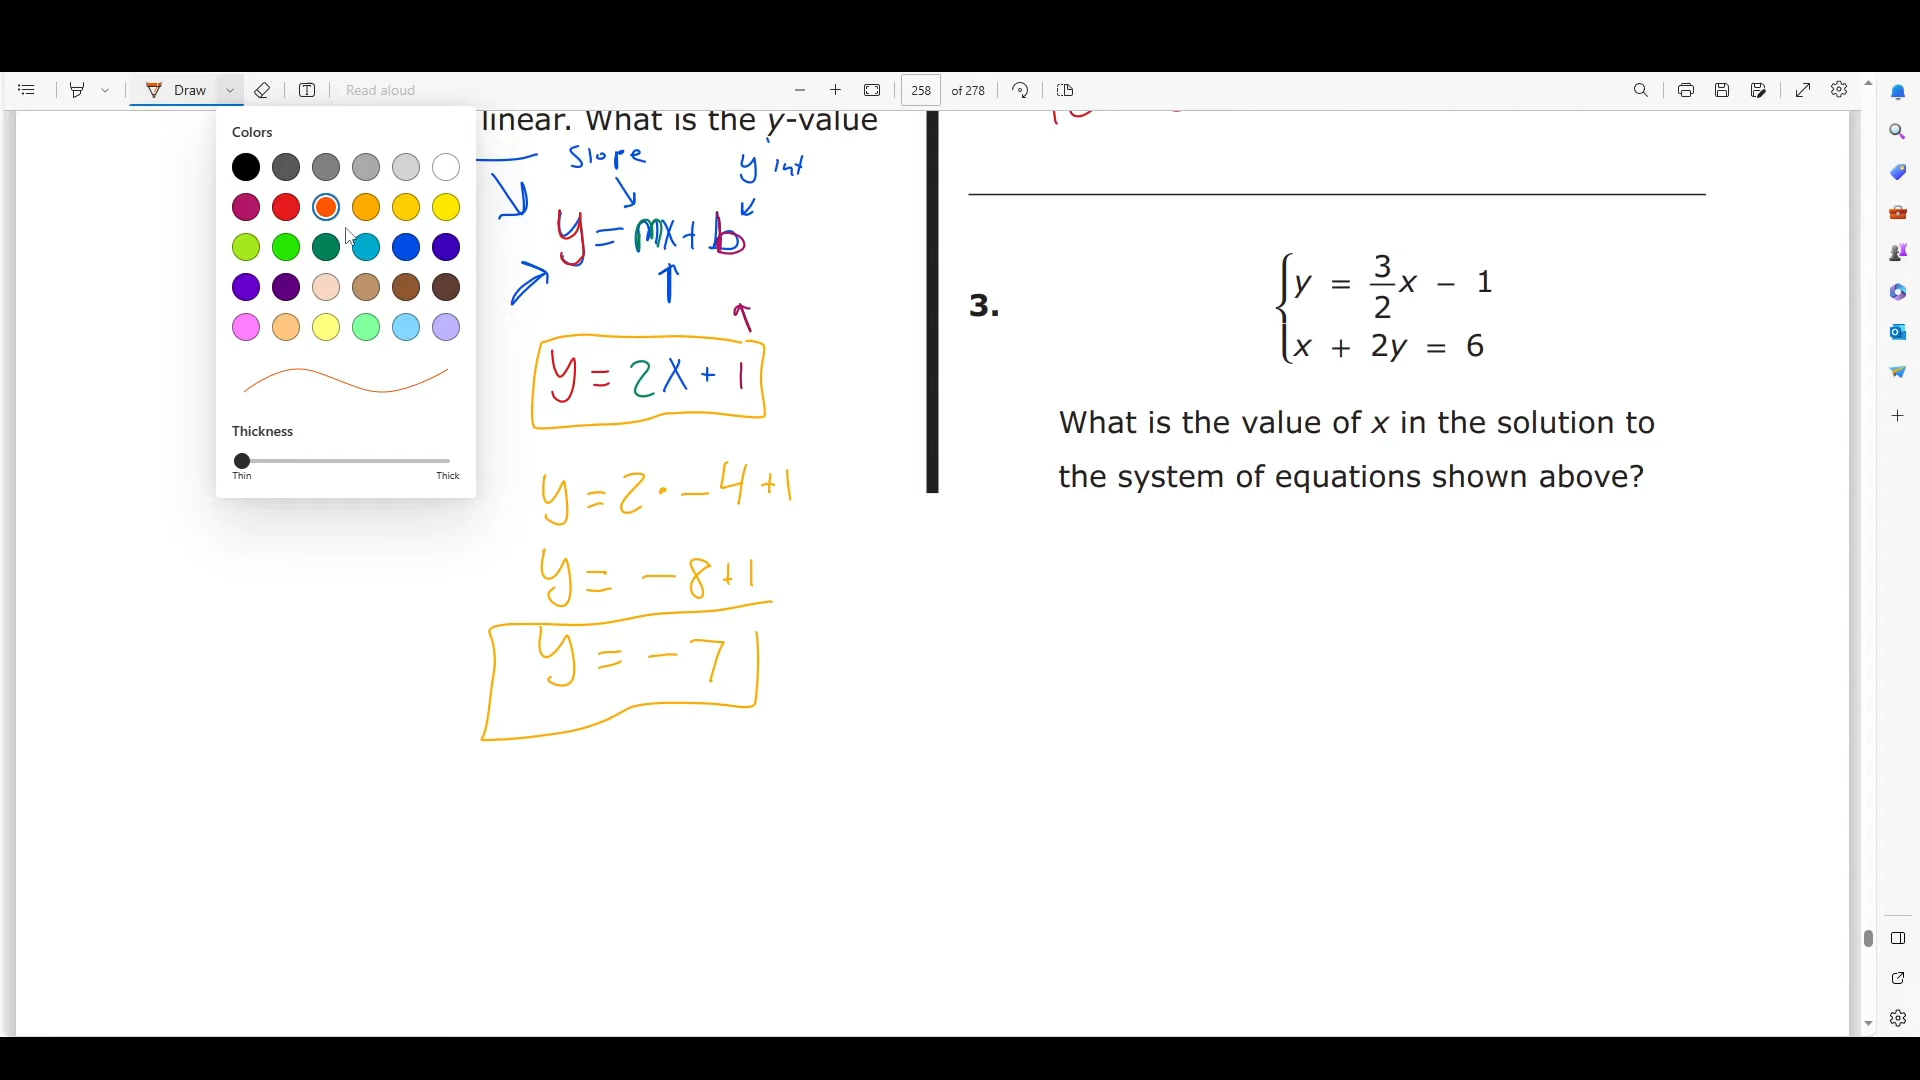 Draw
Read aloud
258 of 278
Colors
Thickness
Thin Thick
linear. What is the y-value
slope
y int
y = mx + b
y = 2x + 1
y = 2 · -4 + 1
y = -8 + 1
y = -7
3.
y = 3/2 x - 1
x + 2y = 6
What is the value of x in the solution to
the system of equations shown above?